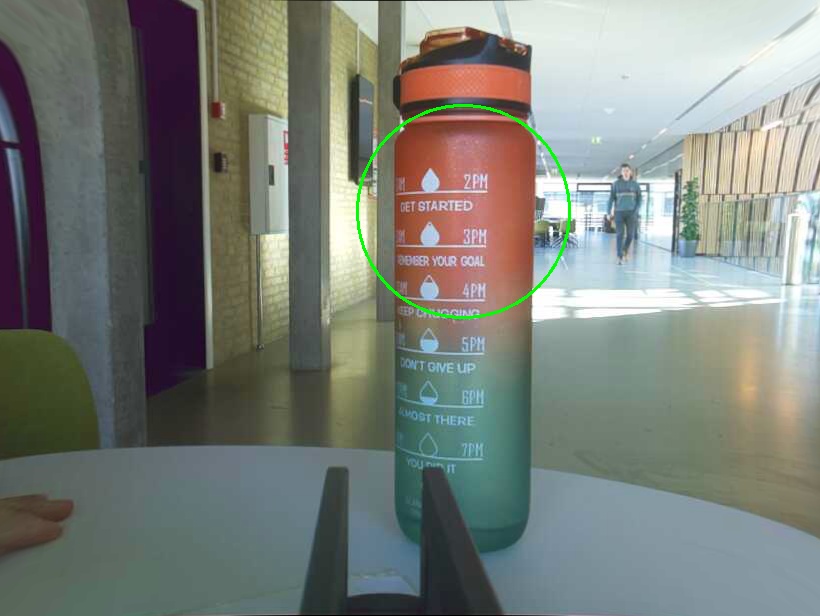 2PM
GET STARTED
3PM
REMEMBER YOUR GOAL
4PM
KEEP CHUGGING
5PM
DON'T GIVE UP
6PM
ALMOST THERE
7PM
YOU DID IT